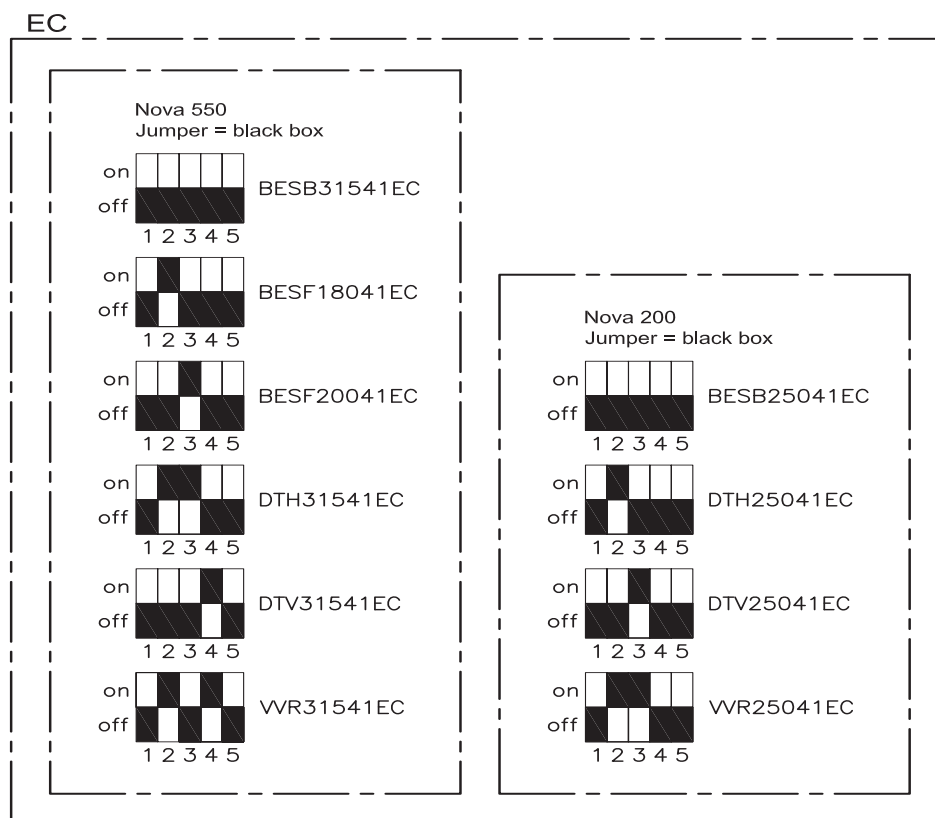 EC
Nova 550
Jumper = black box
on
off
BESB31541EC
1 2 3 4 5
on
off
BESF18041EC
1 2 3 4 5
on
off
BESF20041EC
1 2 3 4 5
on
off
DTH31541EC
1 2 3 4 5
on
off
DTV31541EC
1 2 3 4 5
on
off
VVR31541EC
1 2 3 4 5
Nova 200
Jumper = black box
on
off
BESB25041EC
1 2 3 4 5
on
off
DTH25041EC
1 2 3 4 5
on
off
DTV25041EC
1 2 3 4 5
on
off
VVR25041EC
1 2 3 4 5